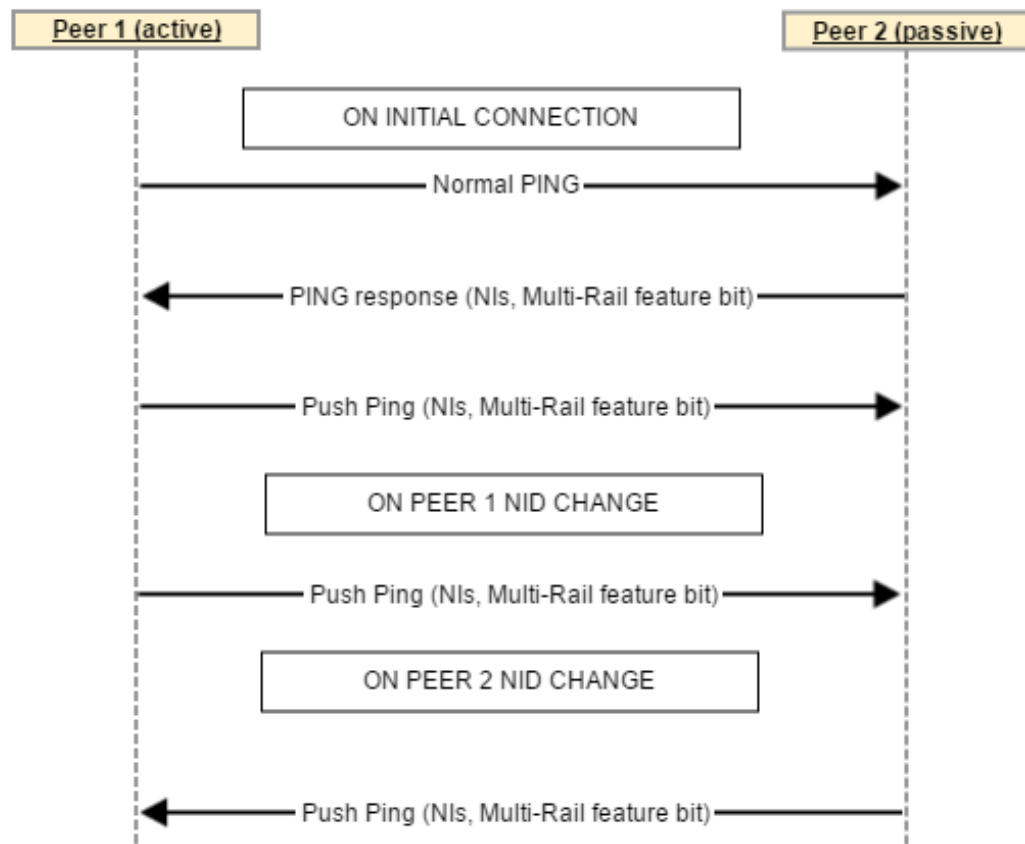 Peer 1 (active)
Peer 2 (passive)
ON INITIAL CONNECTION
Normal PING
PING response (NIs, Multi-Rail feature bit)
Push Ping (NIs, Multi-Rail feature bit)
ON PEER 1 NID CHANGE
Push Ping (NIs, Multi-Rail feature bit)
ON PEER 2 NID CHANGE
Push Ping (NIs, Multi-Rail feature bit)